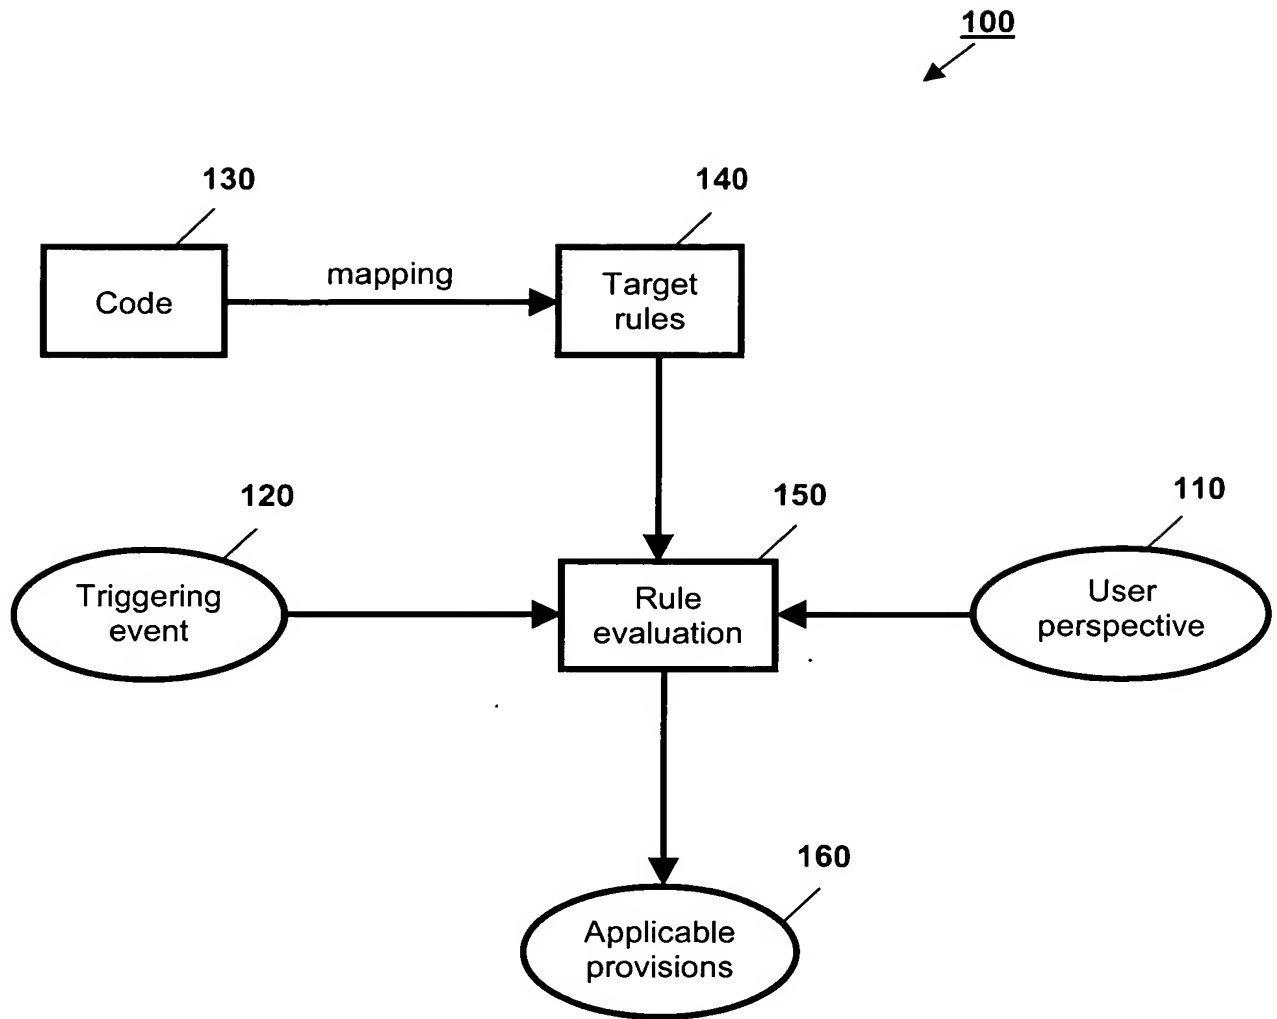 100
130
140
Code
mapping
Target
rules
120
150
110
Triggering
event
Rule
evaluation
User
perspective
160
Applicable
provisions